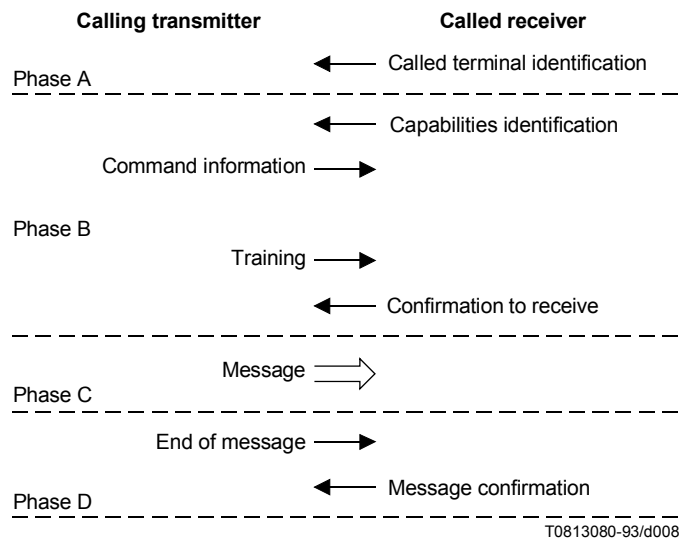 Calling transmitter
Called receiver
Called terminal identification
Phase A
Capabilities identification
Command information
Phase B
Training
Confirmation to receive
Message
Phase C
End of message
Message confirmation
Phase D
T0813080-93/d008